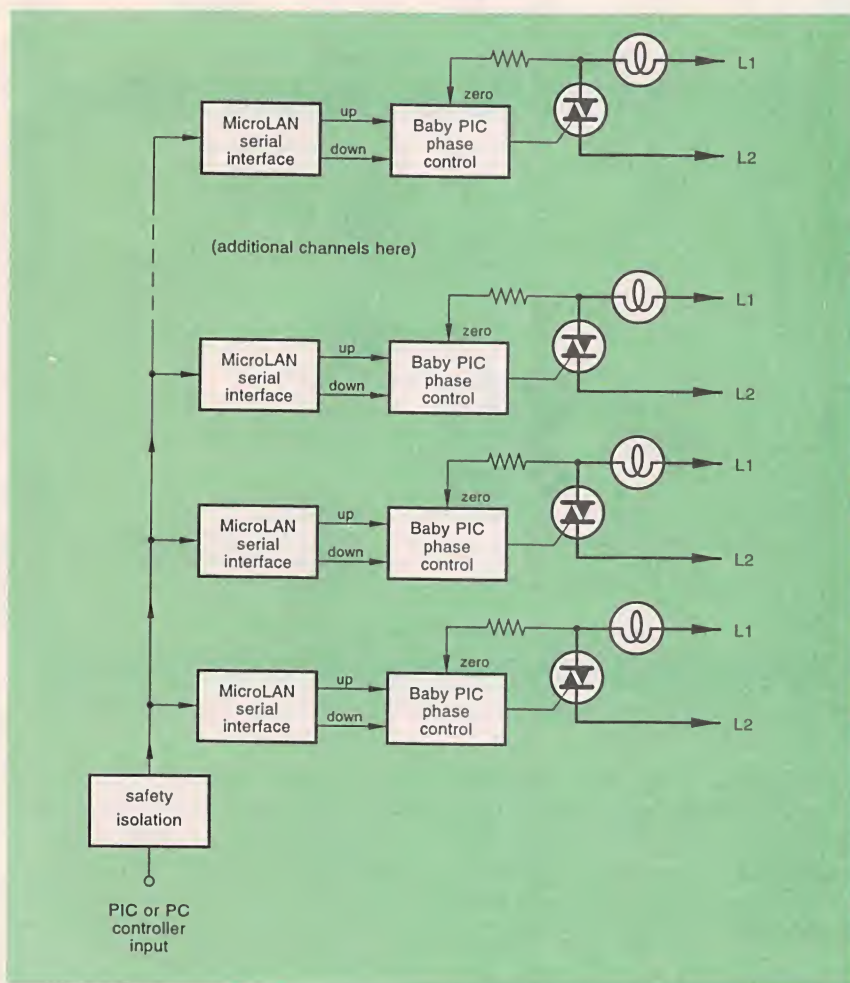 L1
zero
up
MicroLAN
serial
interface
down
Baby PIC
phase
control
L2
(additional channels here)
L1
zero
up
MicroLAN
serial
interface
down
Baby PIC
phase
control
L2
L1
zero
up
MicroLAN
serial
interface
down
Baby PIC
phase
control
L2
L1
zero
up
MicroLAN
serial
interface
down
Baby PIC
phase
control
L2
safety
isolation
PIC or PC
controller
input